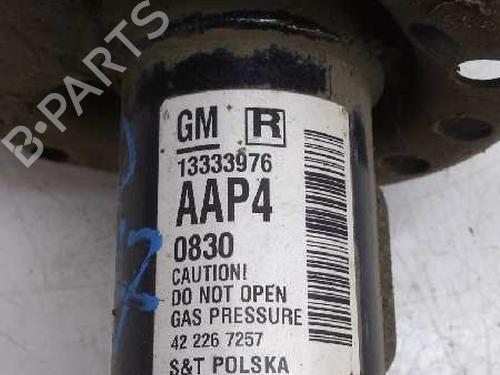 GM R
13333976
AAP4
0830
CAUTION!
DO NOT OPEN
GAS PRESSURE
42 226 7257
S&T POLSKA
B-PARTS